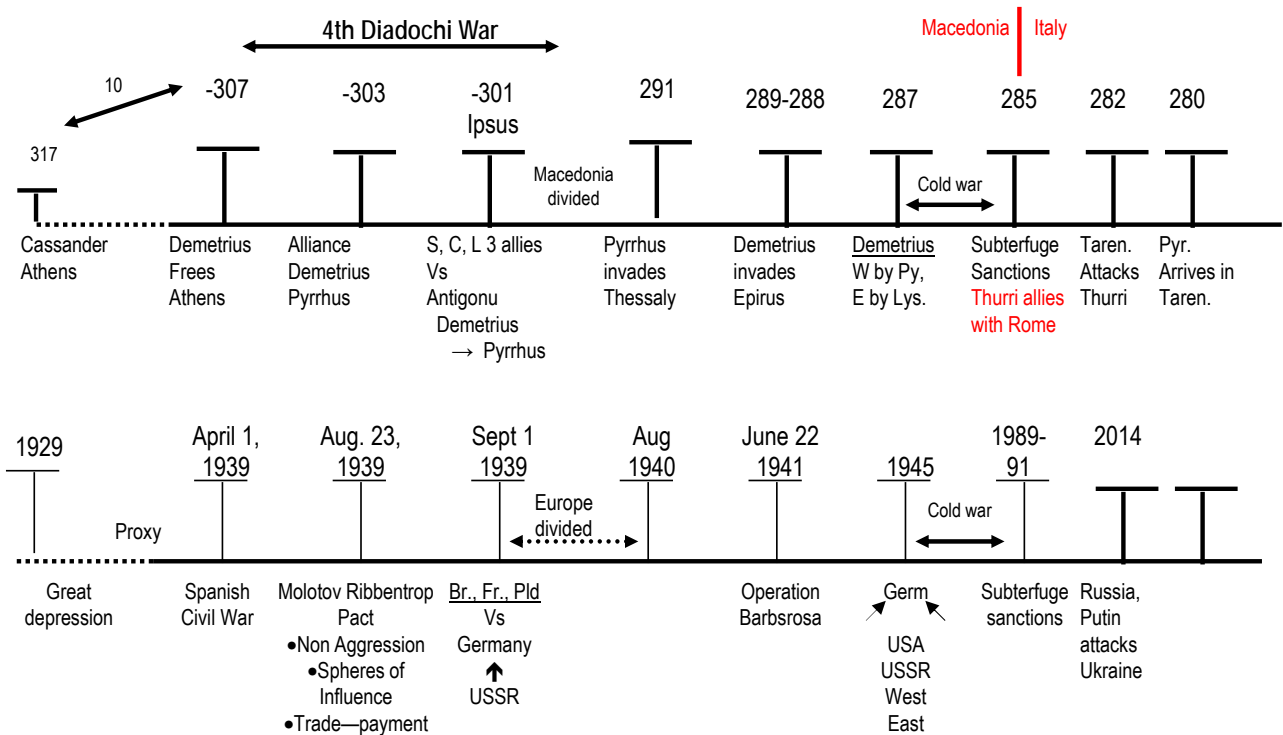 4th Diadochi War
Macedonia Italy
10
-307
-303
-301
Ipsus
291
289-288
287
285
282
280
317
Macedonia
divided
Cold war
Cassander
Athens
Demetrius
Frees
Athens
Alliance
Demetrius
Pyrrhus
S, C, L 3 allies
Vs
Antigonu
Demetrius
→ Pyrrhus
Pyrrhus
invades
Thessaly
Demetrius
invades
Epirus
Demetrius
W by Py,
E by Lys.
Subterfuge
Sanctions
Thurri allies
with Rome
Taren.
Attacks
Thurri
Pyr.
Arrives in
Taren.
1929
April 1,
1939
Aug. 23,
1939
Sept 1
1939
Aug
1940
June 22
1941
1945
1989-
91
2014
Proxy
Europe
divided
Cold war
Great
depression
Spanish
Civil War
Molotov Ribbentrop
Pact
•Non Aggression
•Spheres of
Influence
•Trade—payment
Br., Fr., Pld
Vs
Germany
USSR
Operation
Barbsrosa
Germ
USA
USSR
West
East
Subterfuge
sanctions
Russia,
Putin
attacks
Ukraine